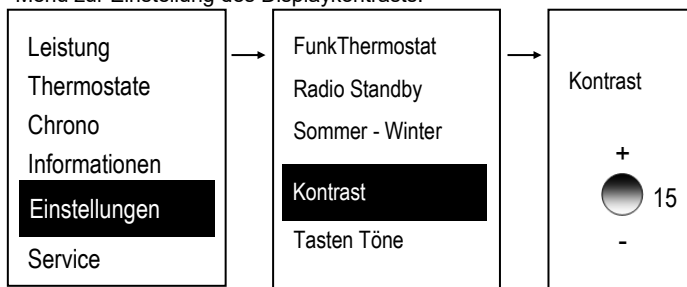 Menü zur Einstellung des Displaykontrasts.
Leistung
Thermostate
Chrono
Informationen
Einstellungen
Service
FunkThermostat
Radio Standby
Sommer - Winter
Kontrast
Tasten Töne
Kontrast
+
15
-